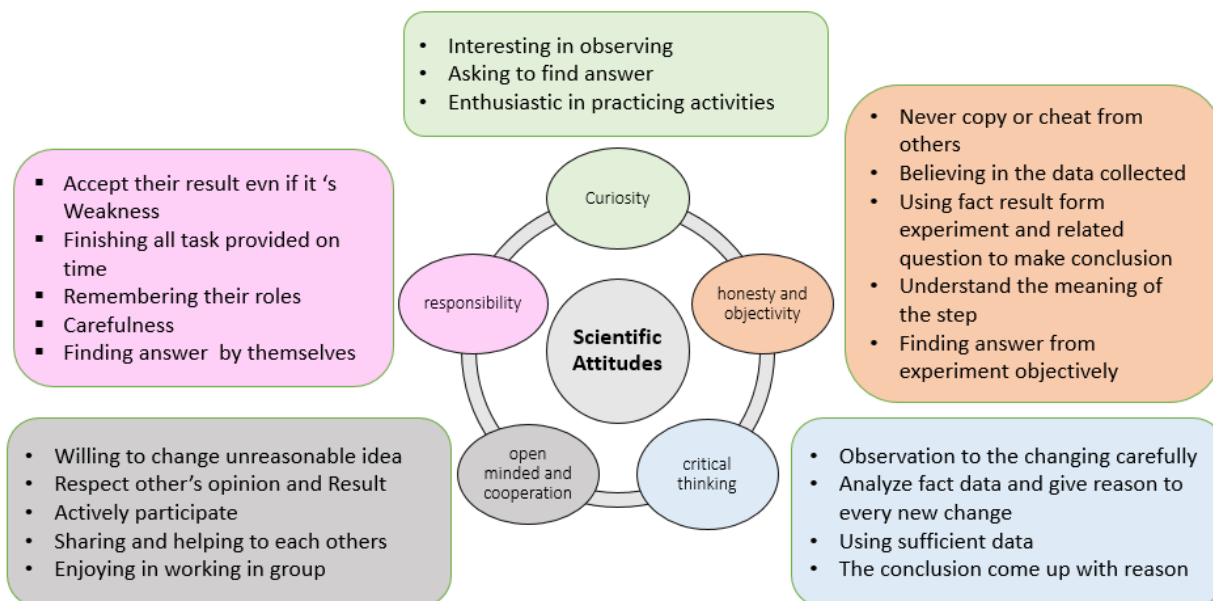 • Interesting in observing
• Asking to find answer
• Enthusiastic in practicing activities
• Never copy or cheat from
others
• Believing in the data collected
• Using fact result form
experiment and related
question to make conclusion
• Understand the meaning of
the step
• Finding answer from
experiment objectively
▪ Accept their result evn if it ‘s
Weakness
▪ Finishing all task provided on
time
▪ Remembering their roles
▪ Carefulness
▪ Finding answer by themselves
Curiosity
responsibility
honesty and
objectivity
Scientific
Attitudes
open
minded and
cooperation
critical
thinking
• Willing to change unreasonable idea
• Respect other’s opinion and Result
• Actively participate
• Sharing and helping to each others
• Enjoying in working in group
• Observation to the changing carefully
• Analyze fact data and give reason to
every new change
• Using sufficient data
• The conclusion come up with reason